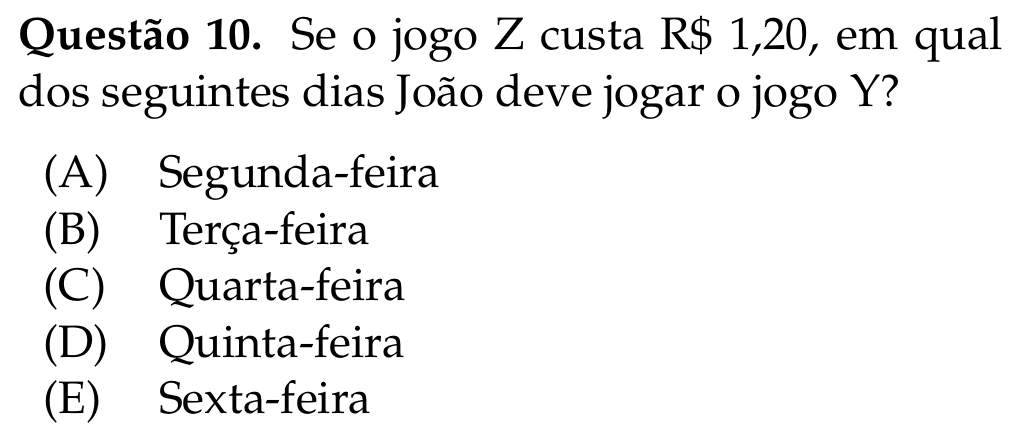 Questão 10. Se o jogo Z custa R$ 1,20, em qual
dos seguintes dias João deve jogar o jogo Y?
(A) Segunda-feira
(B) Terça-feira
(C) Quarta-feira
(D) Quinta-feira
(E) Sexta-feira